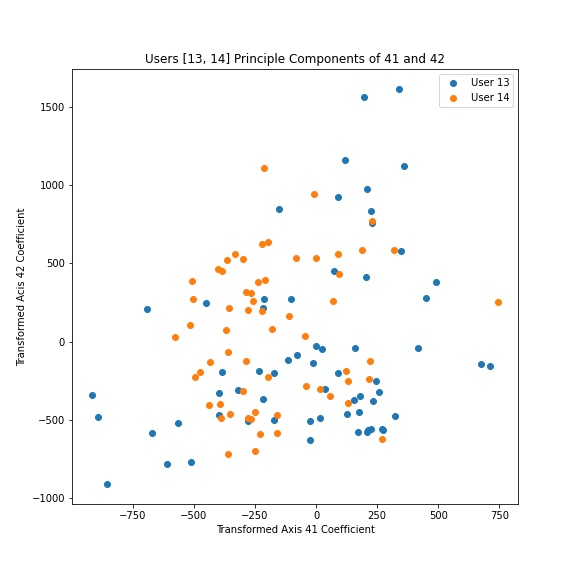 Users [13, 14] Principle Components of 41 and 42
User 13
User 14
1500
1000
500
0
−500
−1000
Transformed Acis 42 Coefficient
−750 −500 −250 0 250 500 750
Transformed Axis 41 Coefficient